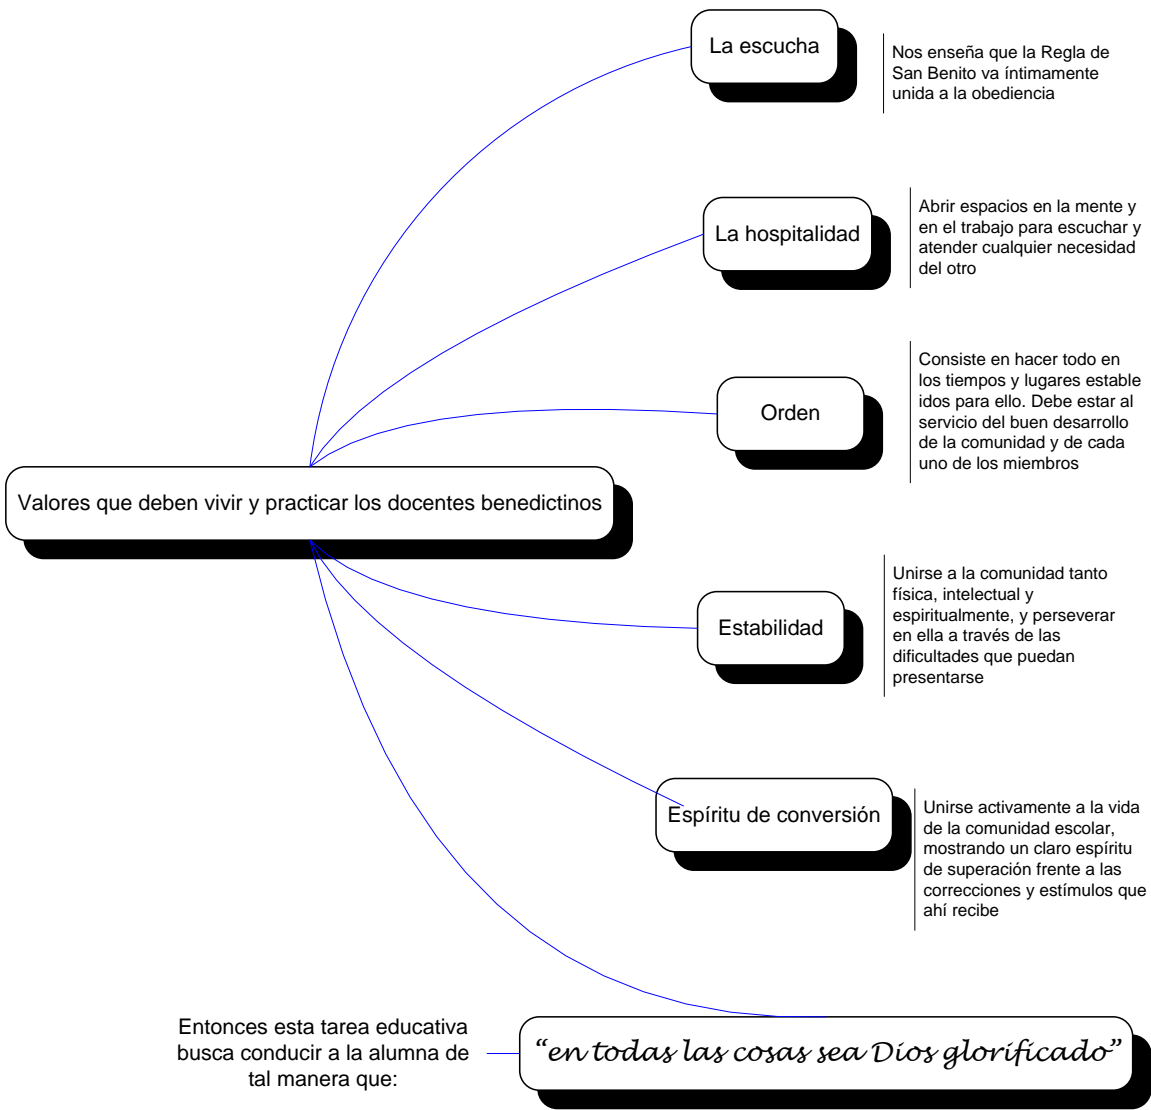 La escucha
Nos enseña que la Regla de
San Benito va íntimamente
unida a la obediencia
La hospitalidad
Abrir espacios en la mente y
en el trabajo para escuchar y
atender cualquier necesidad
del otro
Orden
Consiste en hacer todo en
los tiempos y lugares estable
idos para ello. Debe estar al
servicio del buen desarrollo
de la comunidad y de cada
uno de los miembros
Valores que deben vivir y practicar los docentes benedictinos
Estabilidad
Unirse a la comunidad tanto
física, intelectual y
espiritualmente, y perseverar
en ella a través de las
dificultades que puedan
presentarse
Espíritu de conversión
Unirse activamente a la vida
de la comunidad escolar,
mostrando un claro espíritu
de superación frente a las
correcciones y estímulos que
ahí recibe
Entonces esta tarea educativa
busca conducir a la alumna de
tal manera que:
“en todas las cosas sea Dios glorificado”